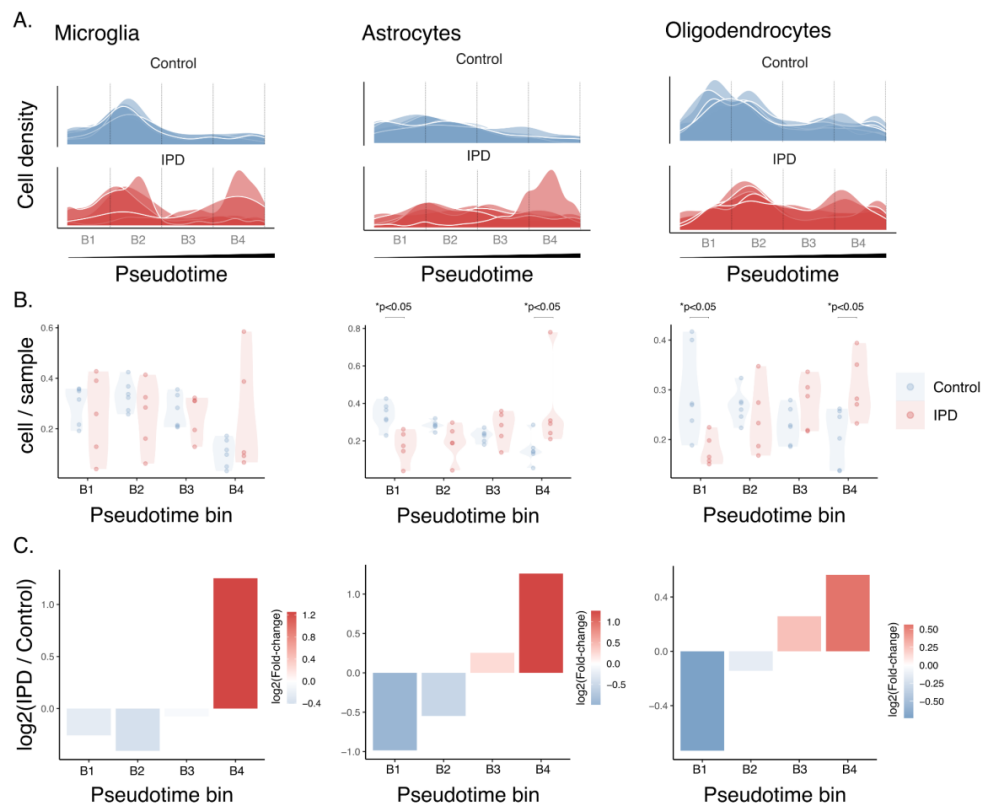 A.
Microglia
Astrocytes
Oligodendrocytes
Control
Control
Control
Cell density
IPD
IPD
IPD
B1 B2 B3 B4
B1 B2 B3 B4
B1 B2 B3 B4
Pseudotime
Pseudotime
Pseudotime
B.
cell / sample
0.6
0.4
0.2
B1 B2 B3 B4
Pseudotime bin
*p<0.05
*p<0.05
0.8
0.6
0.4
0.2
B1 B2 B3 B4
Pseudotime bin
*p<0.05
*p<0.05
0.4
0.3
0.2
B1 B2 B3 B4
Pseudotime bin
Control
IPD
C.
log2(IPD / Control)
1.0
0.5
0.0
B1 B2 B3 B4
Pseudotime bin
log2(Fold-change)
1.2
0.8
0.4
0.0
−0.4
1.0
0.5
0.0
−0.5
−1.0
B1 B2 B3 B4
Pseudotime bin
log2(Fold-change)
1.0
0.5
0.0
−0.5
0.4
0.0
−0.4
B1 B2 B3 B4
Pseudotime bin
log2(Fold-change)
0.50
0.25
0.00
−0.25
−0.50